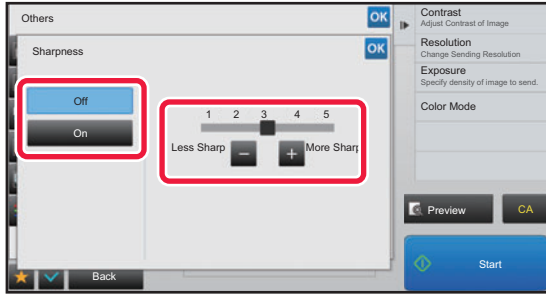 Others
OK
Sharpness
OK
Off
On
1 2 3 4 5
Less Sharp
−
+
More Sharp
Back
Contrast
Adjust Contrast of Image
Resolution
Change Sending Resolution
Exposure
Specify density of image to send.
Color Mode
Preview
CA
Start